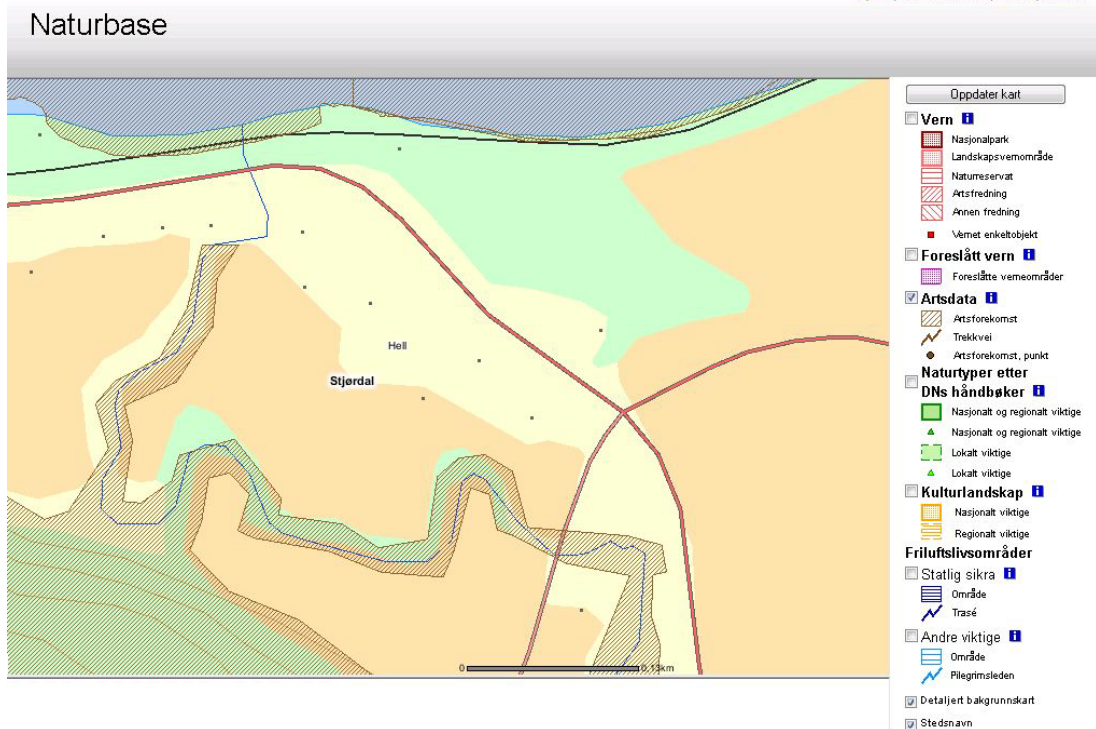 Naturbase
Hell
Stjørdal
0
0,13km
Oppdater kart
Vern i
Nasjonalpark
Landskapsvernområde
Naturreservat
Artsfredning
Annen fredning
Vernet enkeltobjekt
Foreslått vern i
Foreslåtte verneområder
Artsdata i
Artsforekomst
Trekkvei
Artsforekomst, punkt
Naturtyper etter
DNs håndbøker i
Nasjonalt og regionalt viktige
Nasjonalt og regionalt viktige
Lokalt viktige
Lokalt viktige
Kulturlandskap i
Nasjonalt viktige
Regionalt viktige
Friluftslivsområder
Statlig sikra i
Område
Trasé
Andre viktige i
Område
Pilegrimsleden
Detaljert bakgrunnskart
Stedsnavn